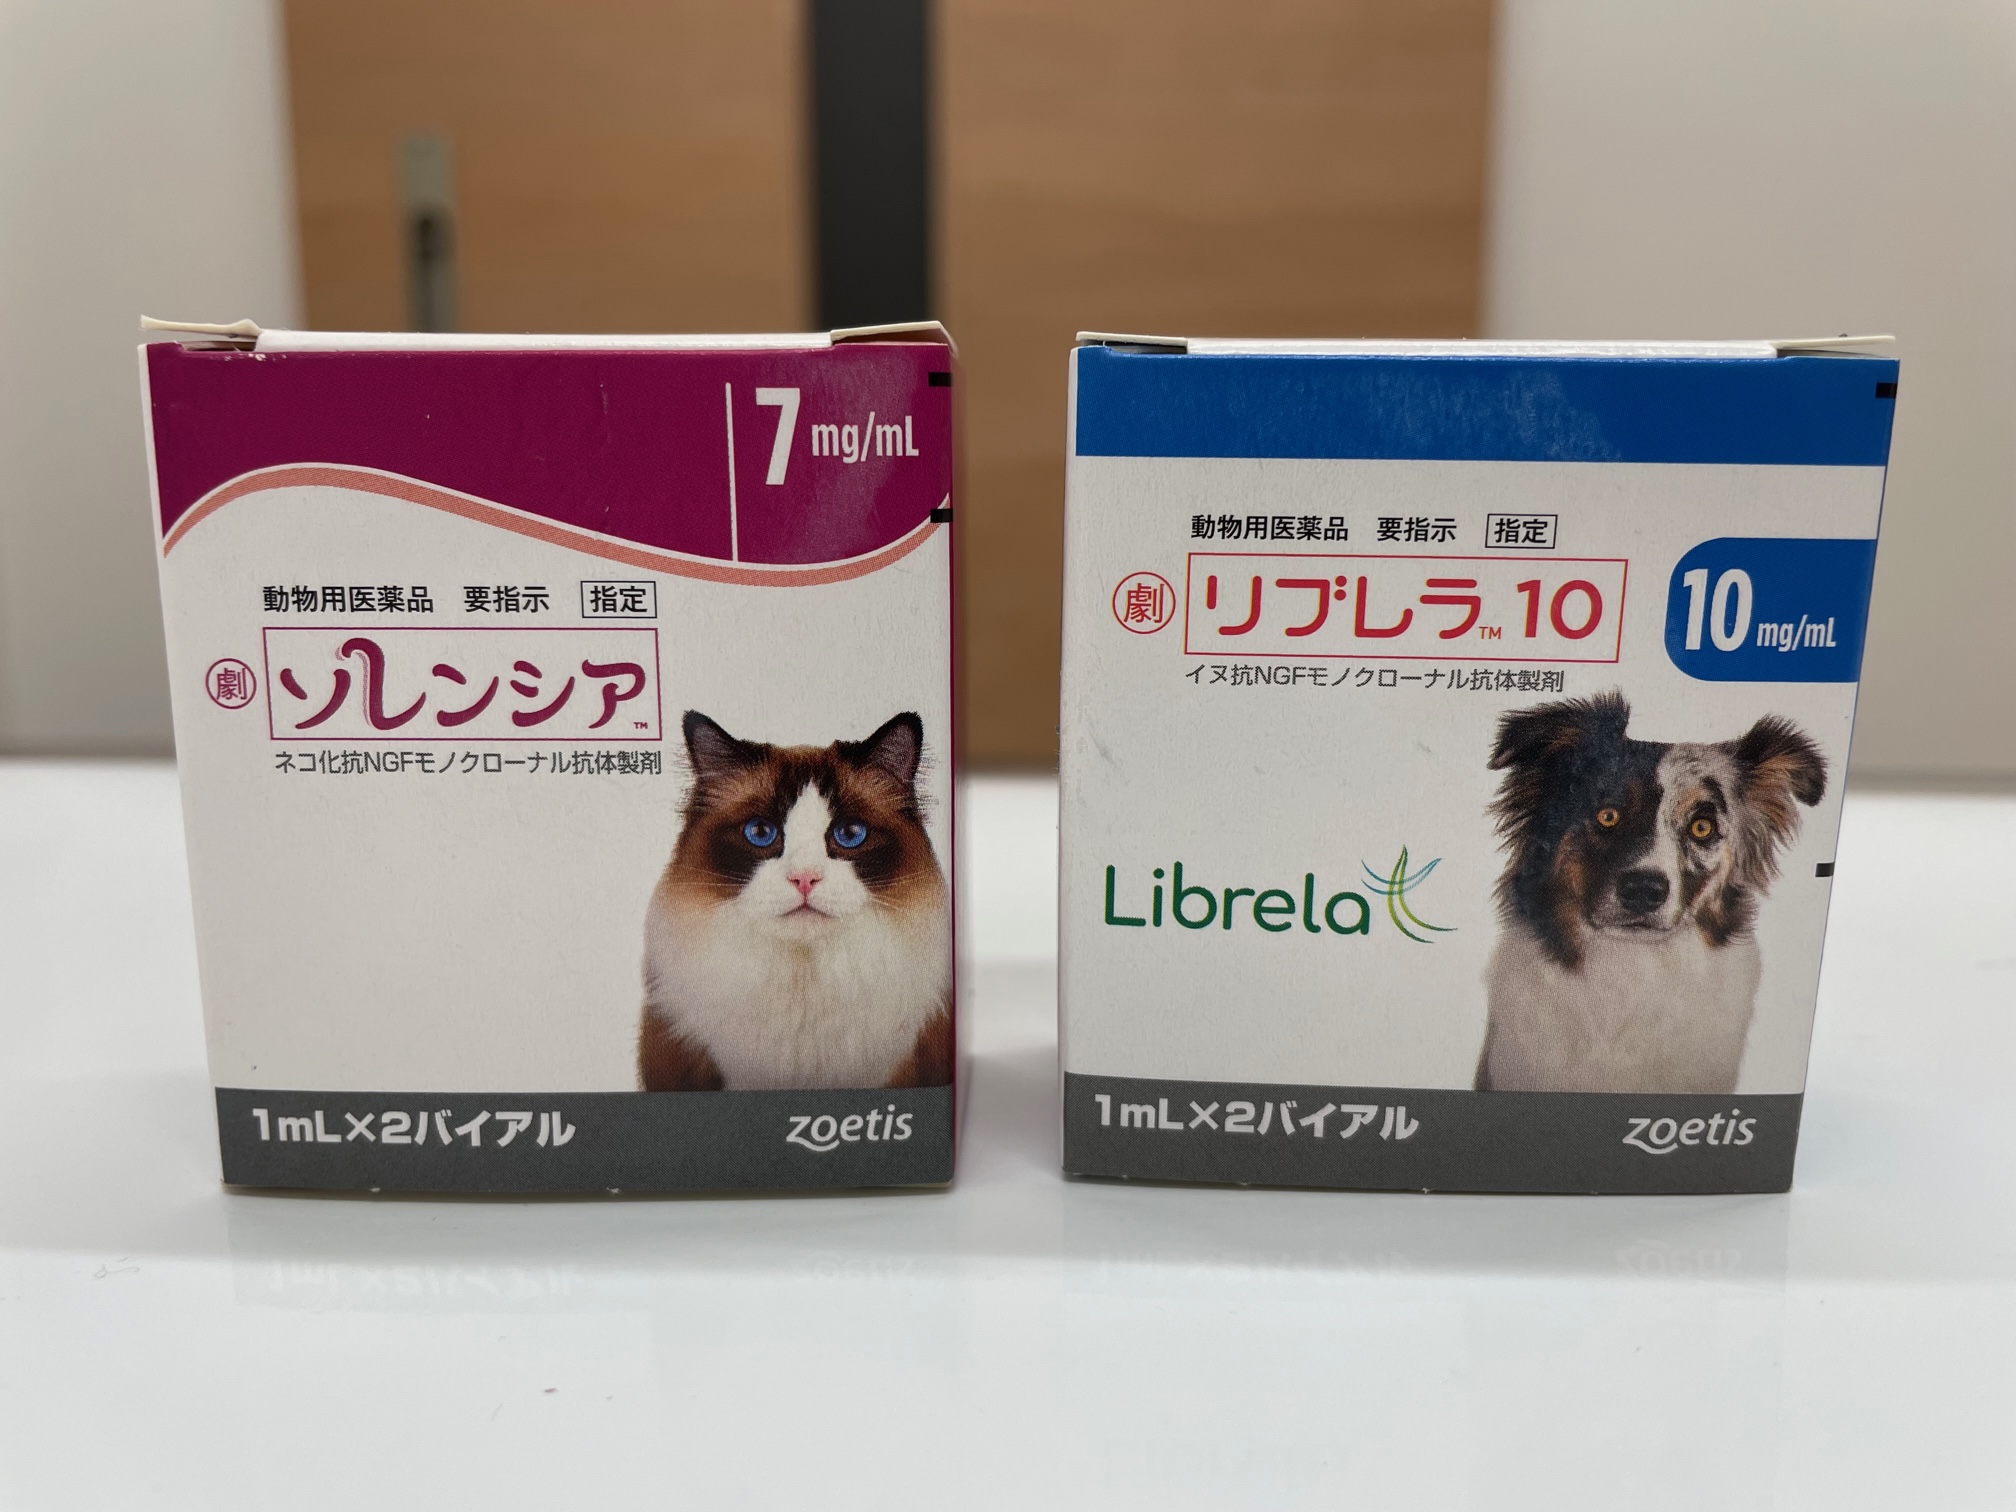 7 mg/mL
動物用医薬品 要指示 指定
劇 ソレンシア™
ネコ化抗NGFモノクローナル抗体製剤
1mL×2バイアル zoetis
動物用医薬品 要指示 指定
劇 リブレラ™ 10
10 mg/mL
イヌ抗NGFモノクローナル抗体製剤
Librela
1mL×2バイアル zoetis